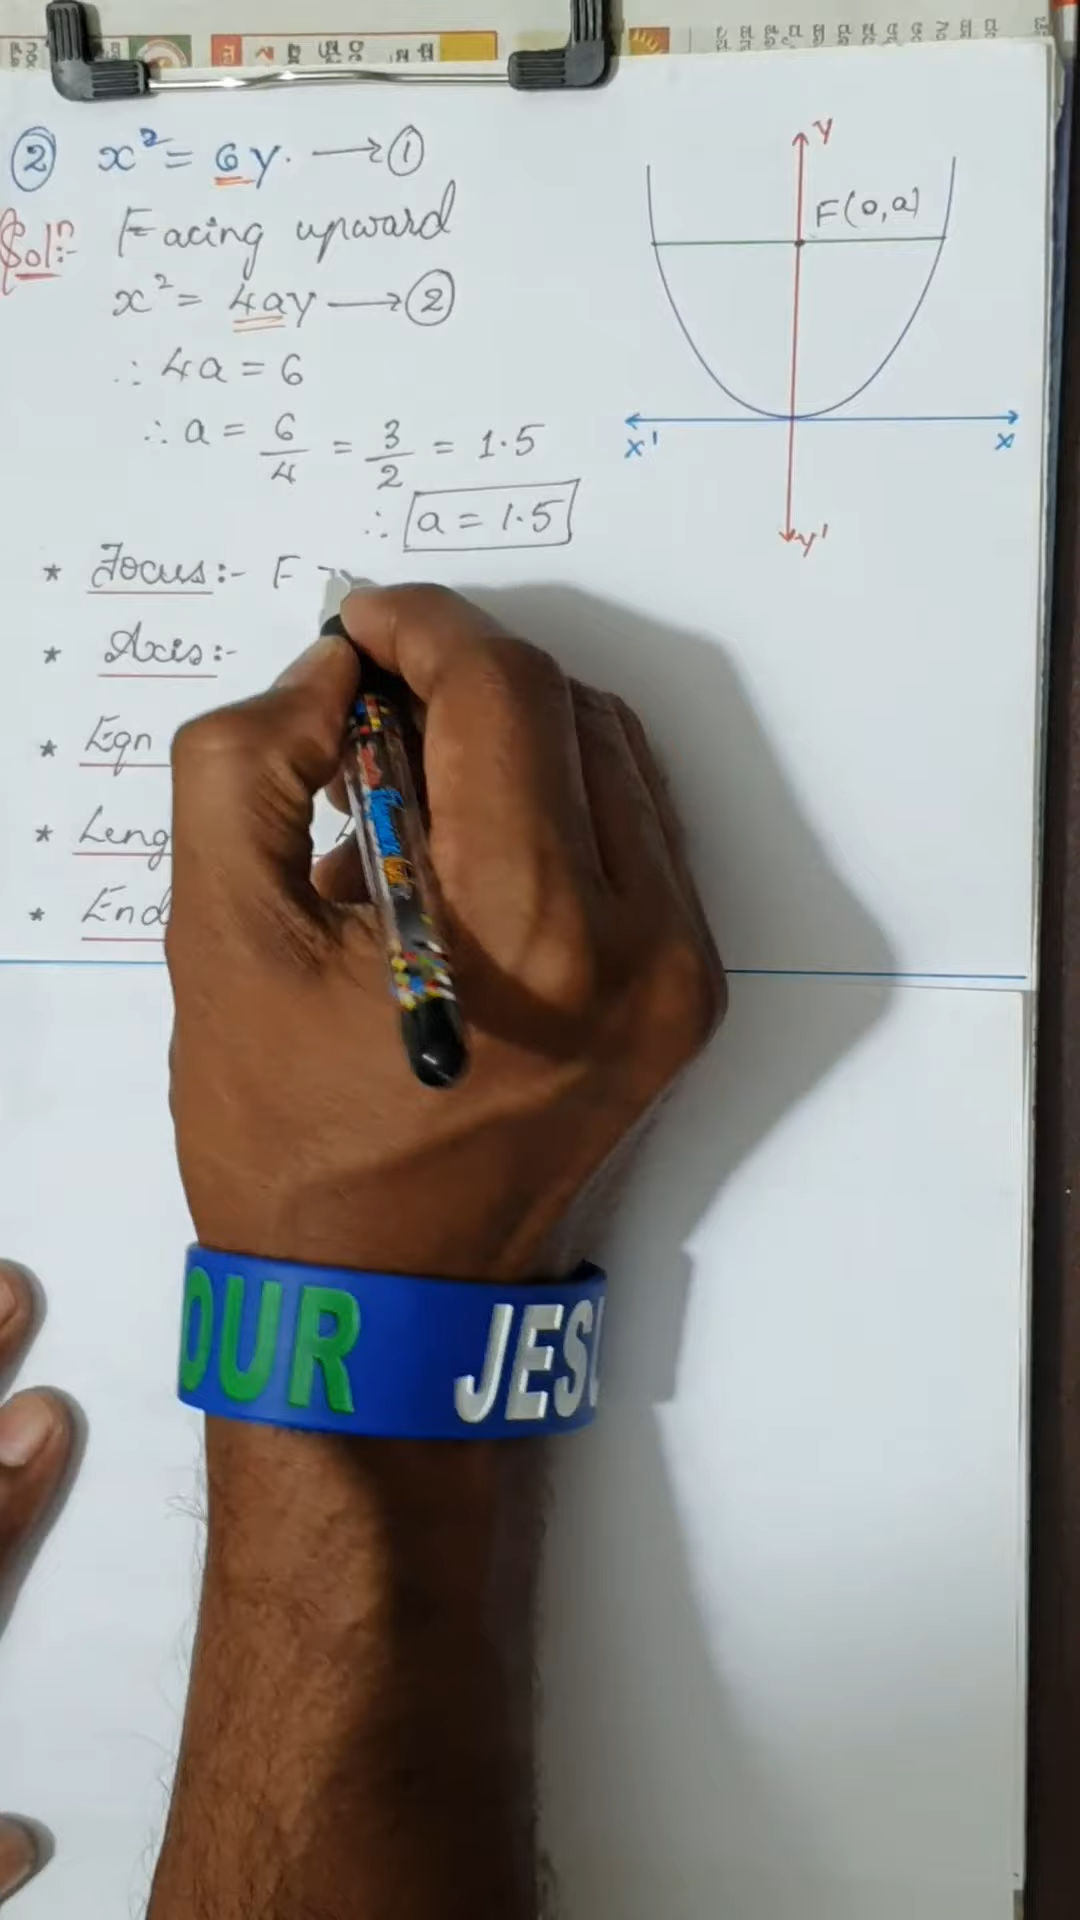 ② x² = 6y. ⟶ ①
Solⁿ:- Facing upward
x² = 4ay ⟶ ②
∴ 4a = 6
∴ a = 6/4 = 3/2 = 1.5
∴ a = 1.5
* Focus:- F
* Axis:-
* Eqn
* Leng
* End
Y
F(0,a)
X' X
Y'
OUR JES